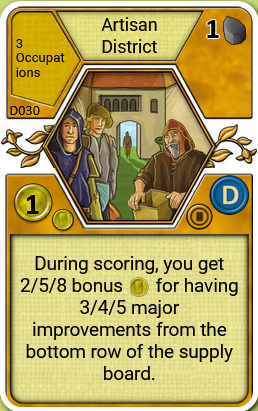 Artisan
District
3
Occupat
ions
D030
1
1
D
During scoring, you get
2/5/8 bonus for having
3/4/5 major
improvements from the
bottom row of the supply
board.